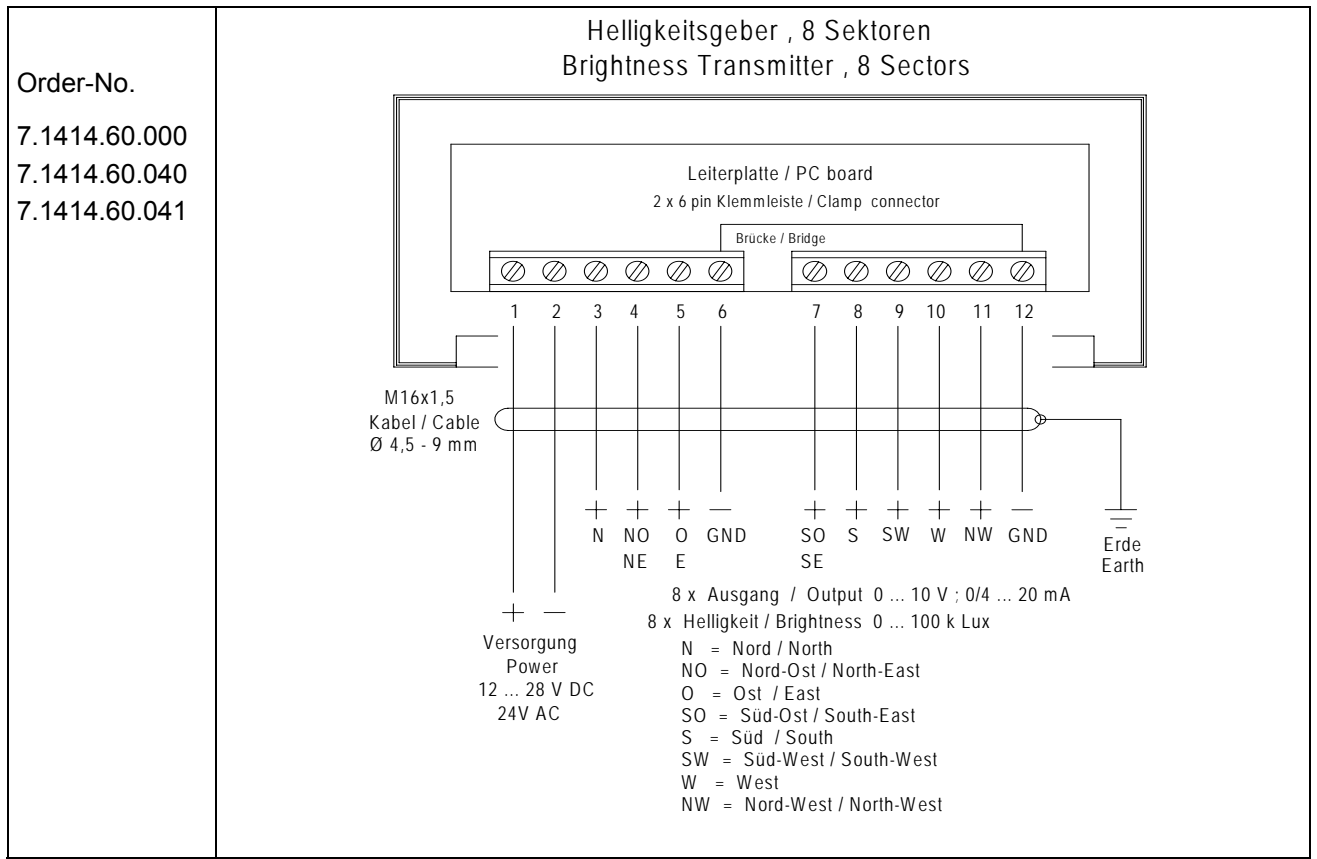 Order-No.
7.1414.60.000
7.1414.60.040
7.1414.60.041
Helligkeitsgeber , 8 Sektoren
Brightness Transmitter , 8 Sectors
Leiterplatte / PC board
2 x 6 pin Klemmleiste / Clamp connector
Brücke / Bridge
1 2 3 4 5 6 7 8 9 10 11 12
M16x1,5
Kabel / Cable
Ø 4,5 - 9 mm
N NO O GND SO S SW W NW GND
NE E SE
Erde
Earth
8 x Ausgang / Output 0 ... 10 V ; 0/4 ... 20 mA
8 x Helligkeit / Brightness 0 ... 100 k Lux
+ —
Versorgung
Power
12 ... 28 V DC
24V AC
N = Nord / North
NO = Nord-Ost / North-East
O = Ost / East
SO = Süd-Ost / South-East
S = Süd / South
SW = Süd-West / South-West
W = West
NW = Nord-West / North-West